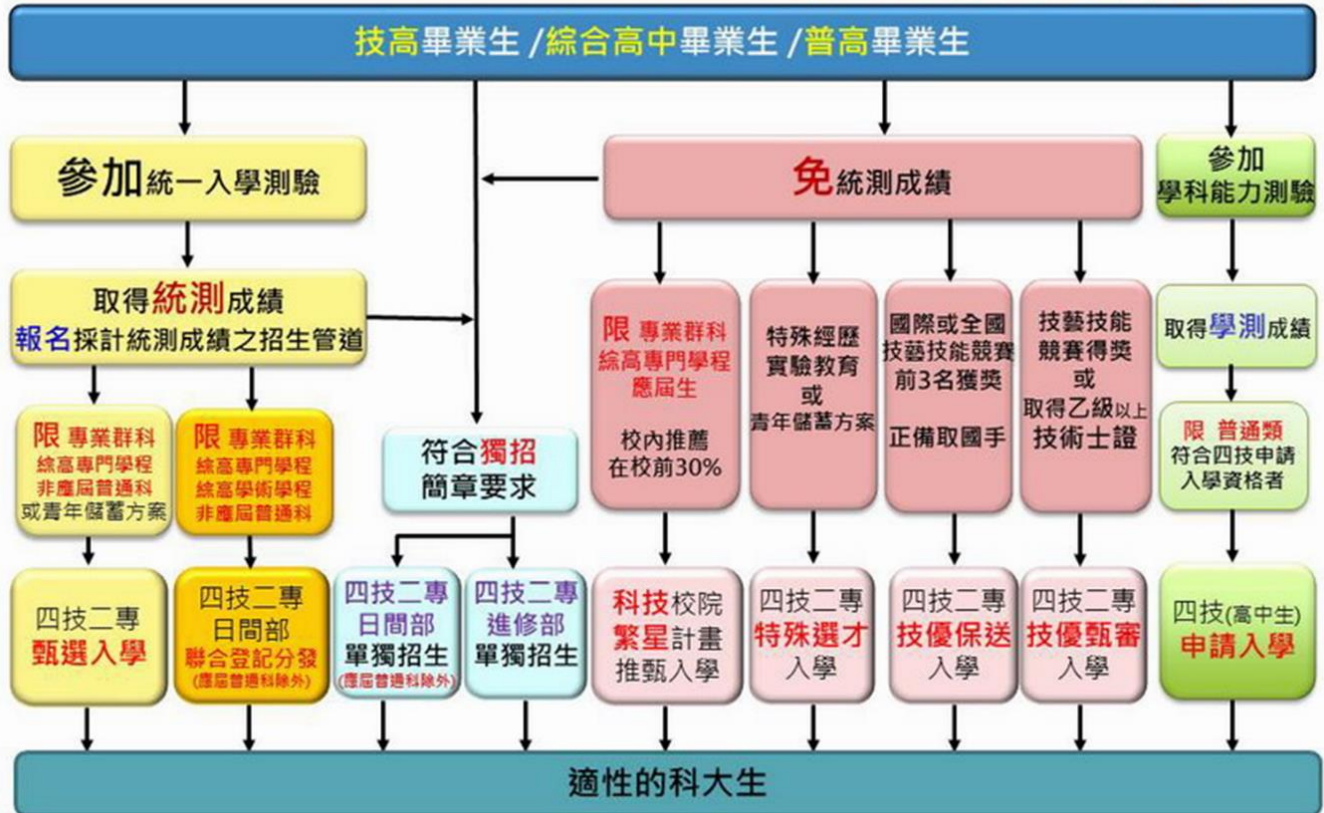 技高畢業生 /綜合高中畢業生 /普高畢業生
參加統一入學測驗
免統測成績
參加
學科能力測驗
取得統測成績
報名採計統測成績之招生管道
限 專業群科
綜高專門學程
應屆生
校內推薦
在校前30%
特殊經歷
實驗教育
或
青年儲蓄方案
國際或全國
技藝技能競賽
前3名獲獎
正備取國手
技藝技能
競賽得獎
或
取得乙級以上
技術士證
取得學測成績
限 專業群科
綜高專門學程
非應屆普通科
或青年儲蓄方案
限 專業群科
綜高專門學程
綜高學術學程
非應屆普通科
符合獨招
簡章要求
限 普通類
符合四技申請
入學資格者
四技二專
甄選入學
四技二專
日間部
聯合登記分發
(應屆普通科除外)
四技二專
日間部
單獨招生
(應屆普通科除外)
四技二專
進修部
單獨招生
科技校院
繁星計畫
推甄入學
四技二專
特殊選才
入學
四技二專
技優保送
入學
四技二專
技優甄審
入學
四技(高中生)
申請入學
適性的科大生